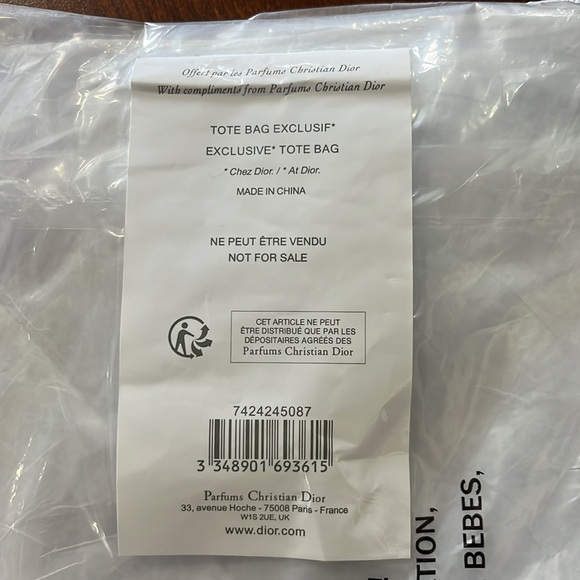 Offert par les Parfums Christian Dior
With compliments from Parfums Christian Dior
TOTE BAG EXCLUSIF*
EXCLUSIVE* TOTE BAG
* Chez Dior. / * At Dior.
MADE IN CHINA
NE PEUT ÊTRE VENDU
NOT FOR SALE
CET ARTICLE NE PEUT
ÊTRE DISTRIBUÉ QUE PAR LES
DÉPOSITAIRES AGRÉÉS DES
Parfums Christian Dior
7424245087
3 348901 693615
Parfums Christian Dior
33, avenue Hoche - 75008 Paris - France
W1S 2UE, UK
www.dior.com
TION,
BEBES,